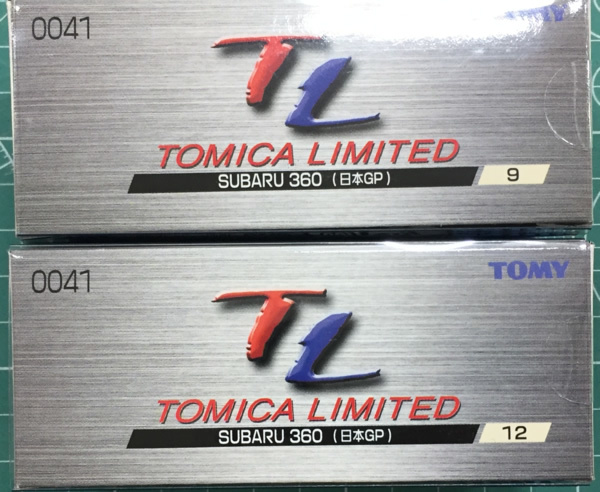 0041
TOMY
TL
TOMICA LIMITED
SUBARU 360 (日本GP) 9
0041
TOMY
TL
TOMICA LIMITED
SUBARU 360 (日本GP) 12